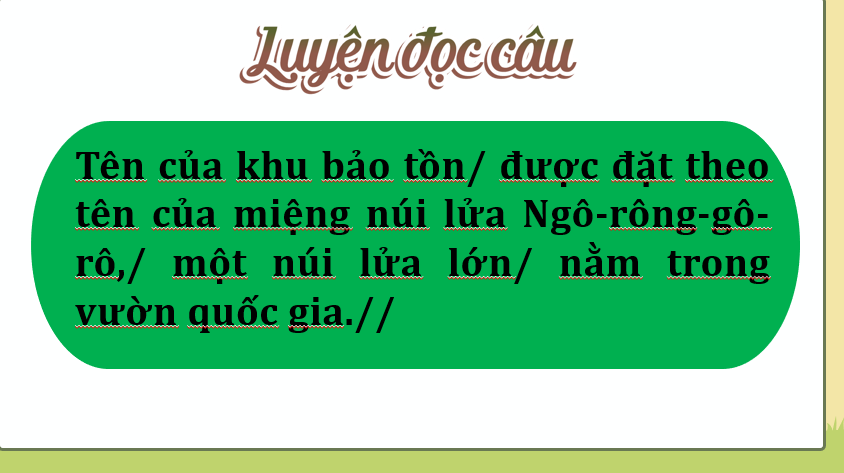 Luyện đọc câu
Tên của khu bảo tồn/ được đặt theo
tên của miệng núi lửa Ngô-rông-gô-
rô,/ một núi lửa lớn/ nằm trong
vườn quốc gia.//